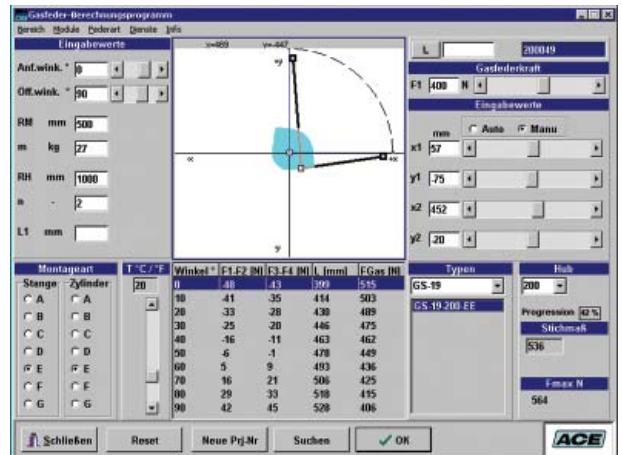 Gasfeder-Berechnungsprogramm
Bereich Module Federart Dienste Info
Eingabewerte
Anf.wink. ° 0
Öff.wink. ° 90
RM mm 500
m kg 27
RH mm 1000
n - 2
L1 mm
x=469 y=-447
+y
-x
+x
-y
L 200049
Gasfederkraft
F1 400 N
Eingabewerte
mm Auto Manu
x1 57
y1 -75
x2 452
y2 -20
Montageart
Stange Zylinder
A A
B B
C C
D D
E E
F F
G G
T °C/°F
20
Winkel ° F1-F2 [N] F3-F4 [N] L [mm] FGas [N]
0 -48 -43 399 515
10 -41 -35 414 503
20 -33 -28 430 489
30 -25 -20 446 475
40 -16 -11 463 462
50 -6 -1 478 449
60 5 9 493 436
70 16 21 506 425
80 29 33 518 415
90 42 45 528 406
Typen
GS-19
GS-19-200-EE
Hub
200
Progression 42 %
Stichmaß
536
Fmax N
564
Schließen Reset Neue Prj-Nr Suchen OK
ACE